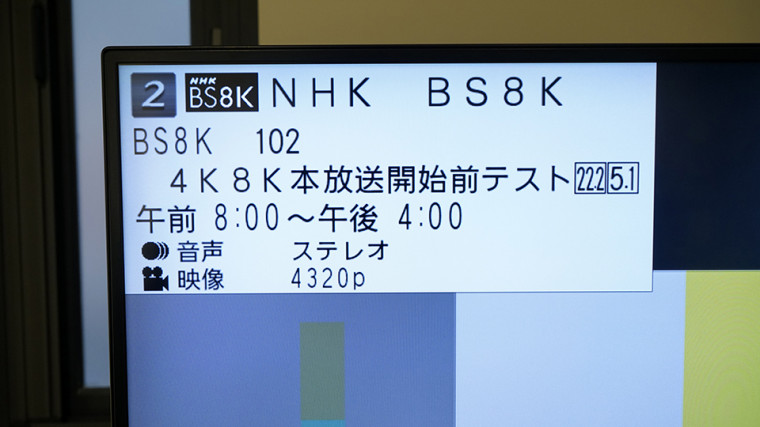 2 NHK BS8K NHK BS8K
BS8K 102
4K8K本放送開始前テスト 22.2 5.1
午前 8:00～午後 4:00
音声 ステレオ
映像 4320p